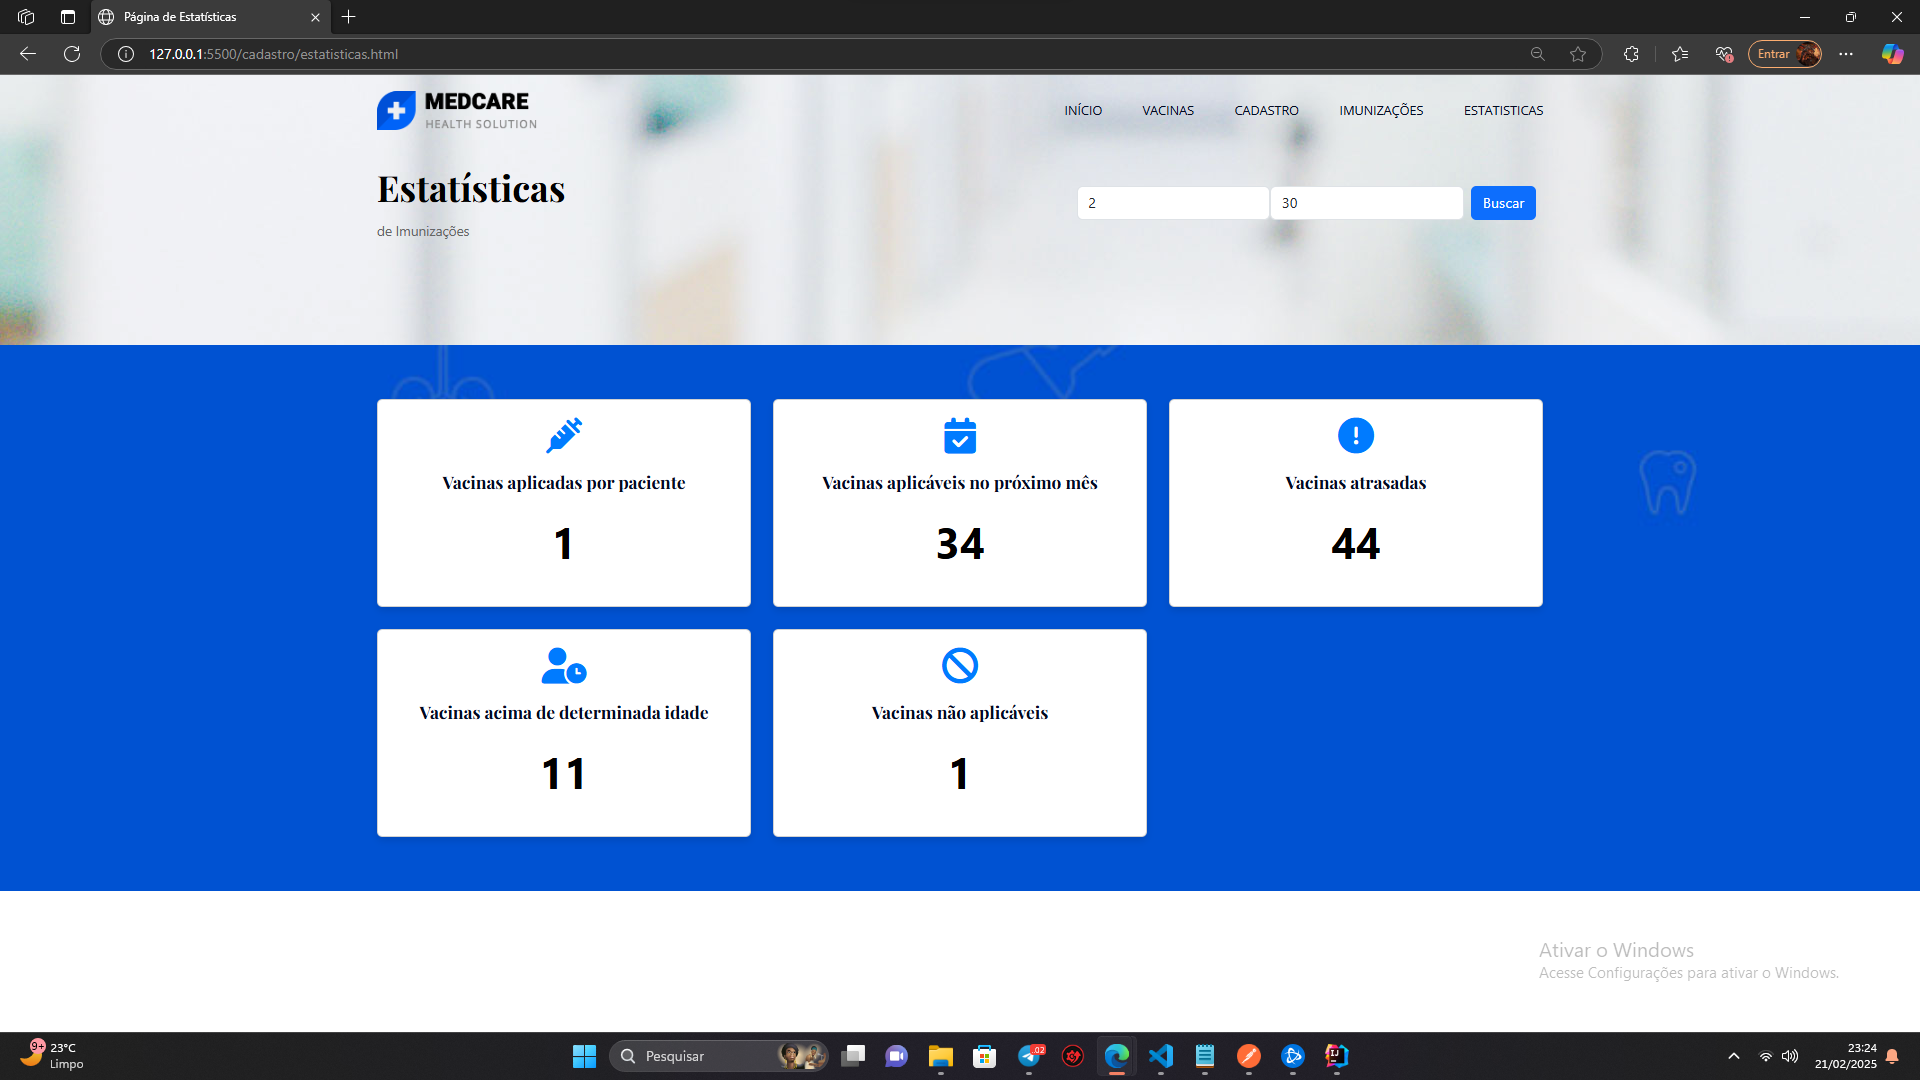 Página de Estatísticas
127.0.0.1:5500/cadastro/estatisticas.html
Entrar
MEDCARE
HEALTH SOLUTION
INÍCIO
VACINAS
CADASTRO
IMUNIZAÇÕES
ESTATISTICAS
Estatísticas
de Imunizações
2
30
Buscar
Vacinas aplicadas por paciente
1
Vacinas aplicáveis no próximo mês
34
Vacinas atrasadas
44
Vacinas acima de determinada idade
11
Vacinas não aplicáveis
1
Ativar o Windows
Acesse Configurações para ativar o Windows.
9+
23°C
Limpo
Pesquisar
02
IJ
23:24
21/02/2025